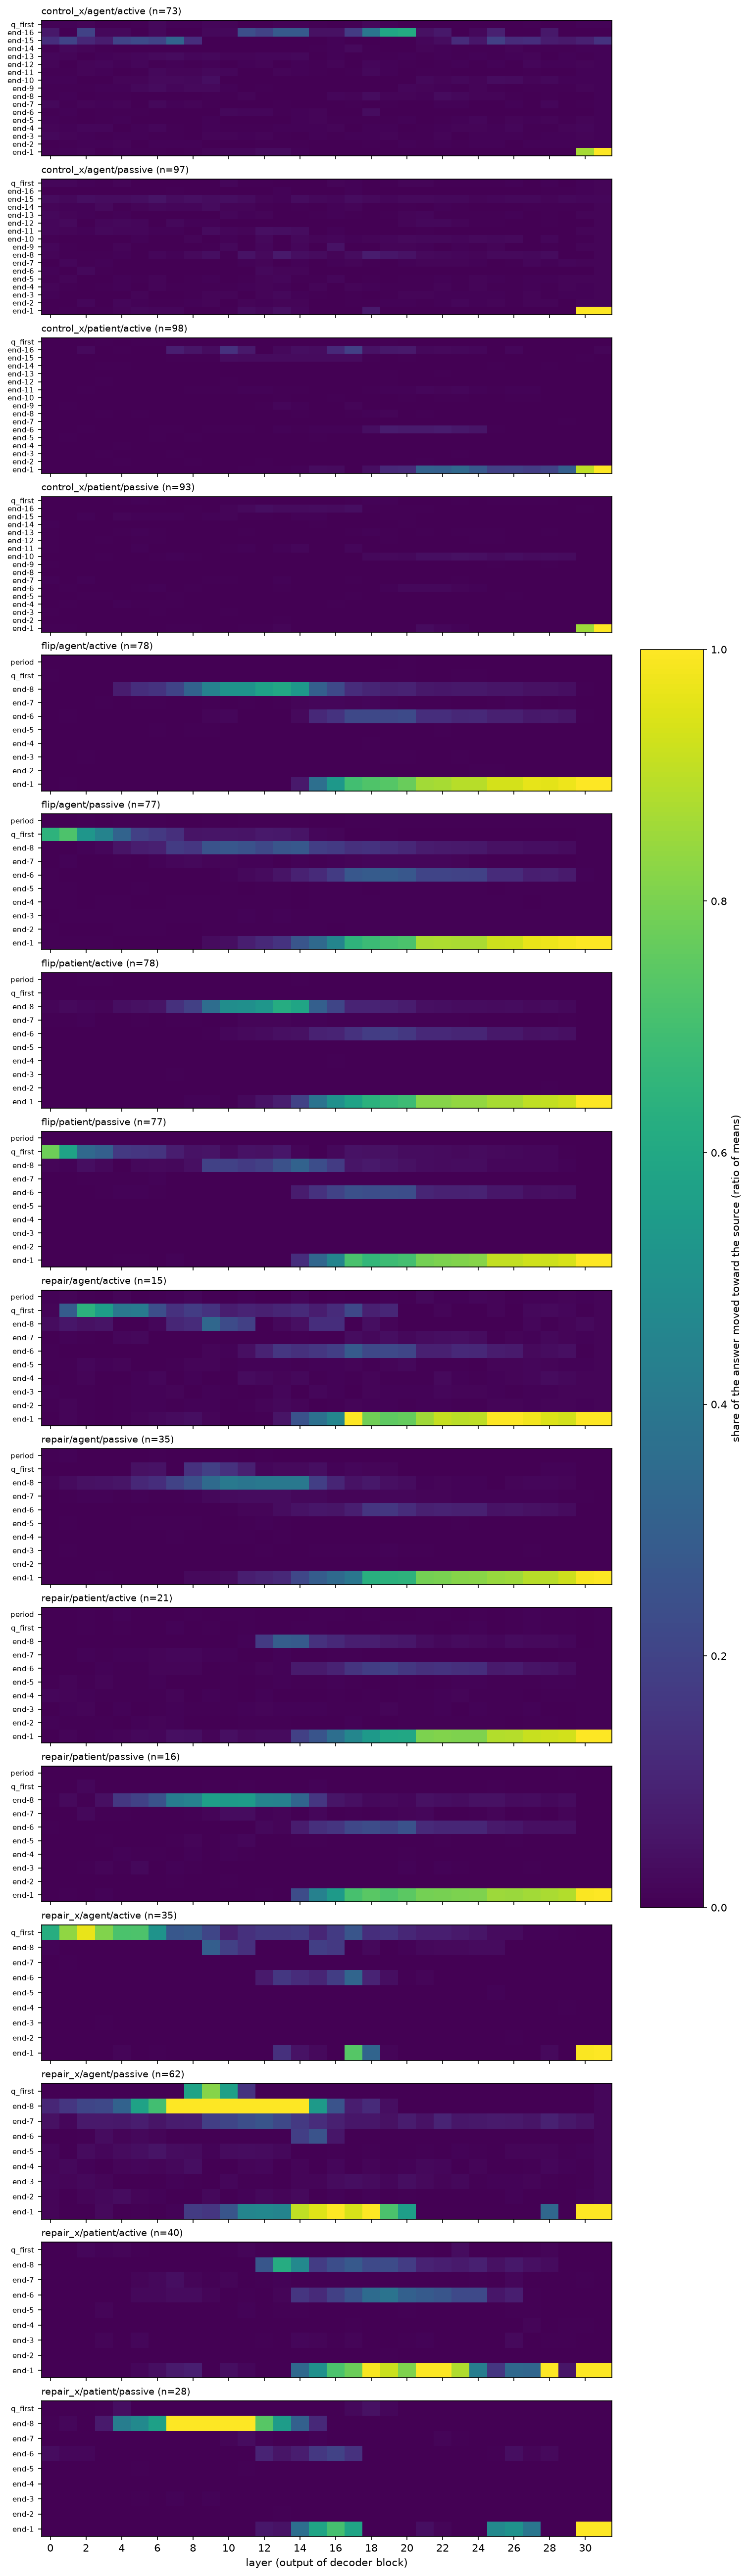 control_x/agent/active (n=73)
q_first
end-16
end-15
end-14
end-13
end-12
end-11
end-10
end-9
end-8
end-7
end-6
end-5
end-4
end-3
end-2
end-1
control_x/agent/passive (n=97)
q_first
end-16
end-15
end-14
end-13
end-12
end-11
end-10
end-9
end-8
end-7
end-6
end-5
end-4
end-3
end-2
end-1
control_x/patient/active (n=98)
q_first
end-16
end-15
end-14
end-13
end-12
end-11
end-10
end-9
end-8
end-7
end-6
end-5
end-4
end-3
end-2
end-1
control_x/patient/passive (n=93)
q_first
end-16
end-15
end-14
end-13
end-12
end-11
end-10
end-9
end-8
end-7
end-6
end-5
end-4
end-3
end-2
end-1
flip/agent/active (n=78)
period
q_first
end-8
end-7
end-6
end-5
end-4
end-3
end-2
end-1
flip/agent/passive (n=77)
period
q_first
end-8
end-7
end-6
end-5
end-4
end-3
end-2
end-1
flip/patient/active (n=78)
period
q_first
end-8
end-7
end-6
end-5
end-4
end-3
end-2
end-1
flip/patient/passive (n=77)
period
q_first
end-8
end-7
end-6
end-5
end-4
end-3
end-2
end-1
repair/agent/active (n=15)
period
q_first
end-8
end-7
end-6
end-5
end-4
end-3
end-2
end-1
repair/agent/passive (n=35)
period
q_first
end-8
end-7
end-6
end-5
end-4
end-3
end-2
end-1
repair/patient/active (n=21)
period
q_first
end-8
end-7
end-6
end-5
end-4
end-3
end-2
end-1
repair/patient/passive (n=16)
period
q_first
end-8
end-7
end-6
end-5
end-4
end-3
end-2
end-1
repair_x/agent/active (n=35)
q_first
end-8
end-7
end-6
end-5
end-4
end-3
end-2
end-1
repair_x/agent/passive (n=62)
q_first
end-8
end-7
end-6
end-5
end-4
end-3
end-2
end-1
repair_x/patient/active (n=40)
q_first
end-8
end-7
end-6
end-5
end-4
end-3
end-2
end-1
repair_x/patient/passive (n=28)
q_first
end-8
end-7
end-6
end-5
end-4
end-3
end-2
end-1
0 2 4 6 8 10 12 14 16 18 20 22 24 26 28 30
layer (output of decoder block)
1.0
0.8
0.6
0.4
0.2
0.0
share of the answer moved toward the source (ratio of means)